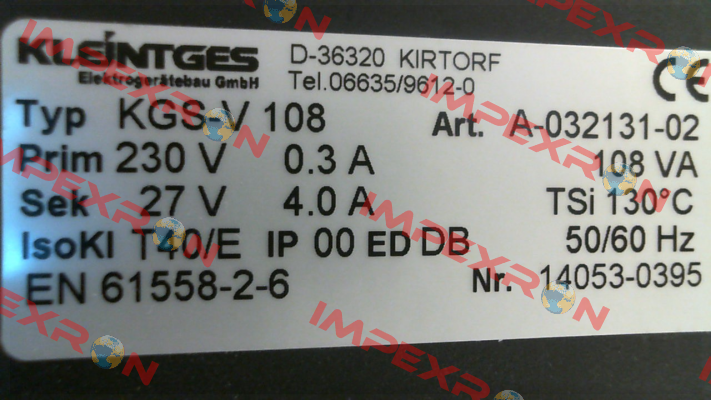 KLEINTGES
Elektrogerätebau GmbH
D-36320 KIRTORF
Tel.06635/9612-0
CE
Typ KGS-V 108 Art. A-032131-02
Prim 230 V 0.3 A 108 VA
Sek 27 V 4.0 A TSi 130°C
IsoKl T40/E IP 00 ED DB 50/60 Hz
EN 61558-2-6 Nr. 14053-0395
IMPEXRON